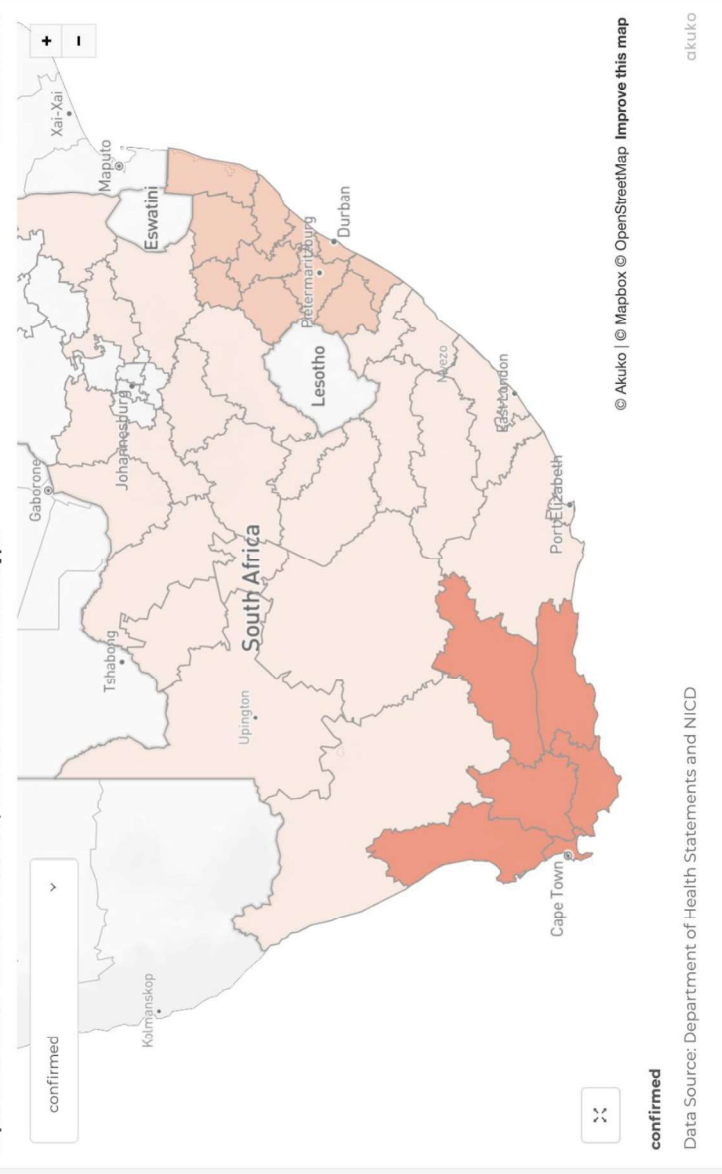 confirmed
+
−
Xai-Xai
Maputo
Gaborone
Eswatini
Johannesburg
Tshabong
Kolmanskop
Upington
South Africa
Lesotho
Pietermaritzburg
Durban
Mvezo
East London
Port Elizabeth
Cape Town
© Akuko | © Mapbox © OpenStreetMap Improve this map
confirmed
Data Source: Department of Health Statements and NICD
akuko